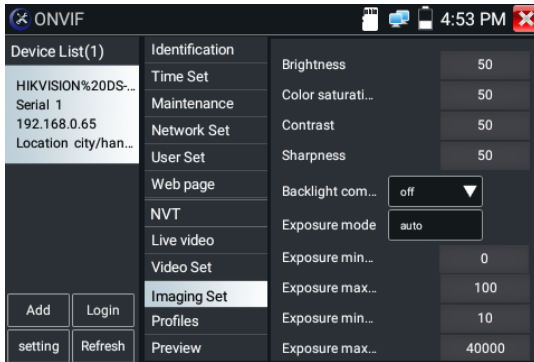 ONVIF
4:53 PM
Device List(1)
HIKVISION%20DS-...
Serial 1
192.168.0.65
Location city/han...
Add
Login
setting
Refresh
Identification
Time Set
Maintenance
Network Set
User Set
Web page
NVT
Live video
Video Set
Imaging Set
Profiles
Preview
Brightness 50
Color saturati... 50
Contrast 50
Sharpness 50
Backlight com... off
Exposure mode auto
Exposure min... 0
Exposure max... 100
Exposure min... 10
Exposure max... 40000